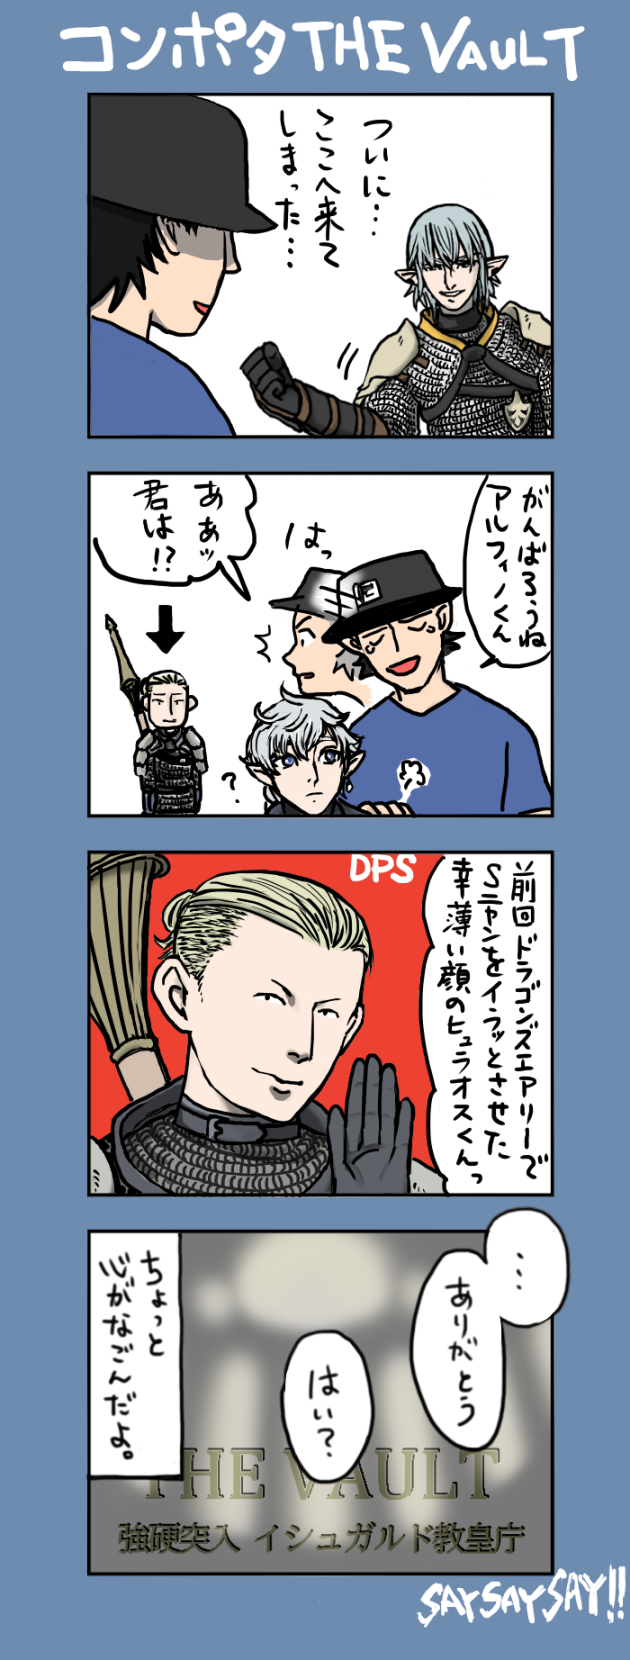 コンポタ THE VAULT
ついに…
ここへ来て
しまった…
がんばろうね
アルフィノくん
はっ
ああッ
君は!?
?
DPS
前回ドラゴンズエアリーで
Sニャンをイラッとさせた
幸薄い顔のヒュラオスくんっ
…
ありがとう
はい?
ちょっと
心がなごんだよ。
THE VAULT
強硬突入 イシュガルド教皇庁
SAYSAYSAY!!